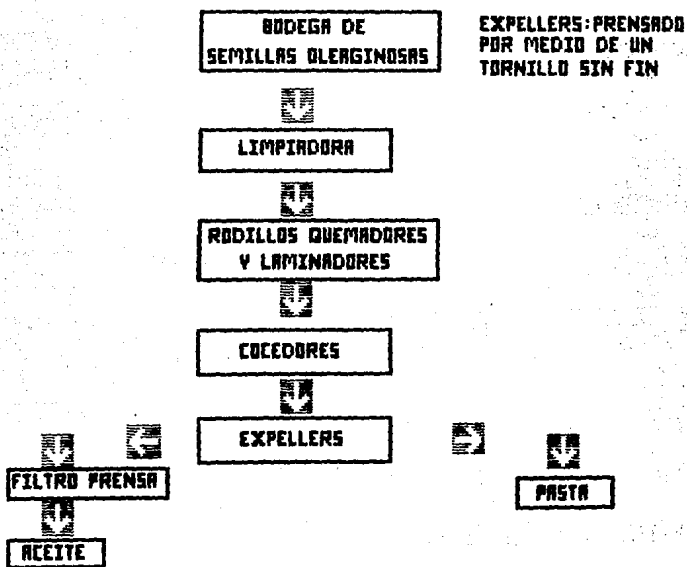 BODEGA DE
SEMILLAS OLEAGINOSAS
EXPELLERS: PRENSADO
POR MEDIO DE UN
TORNILLO SIN FIN
LIMPIADORA
RODILLOS QUEMADORES
Y LAMINADORES
COCEDORES
EXPELLERS
FILTRO PRENSA
PASTA
ACEITE